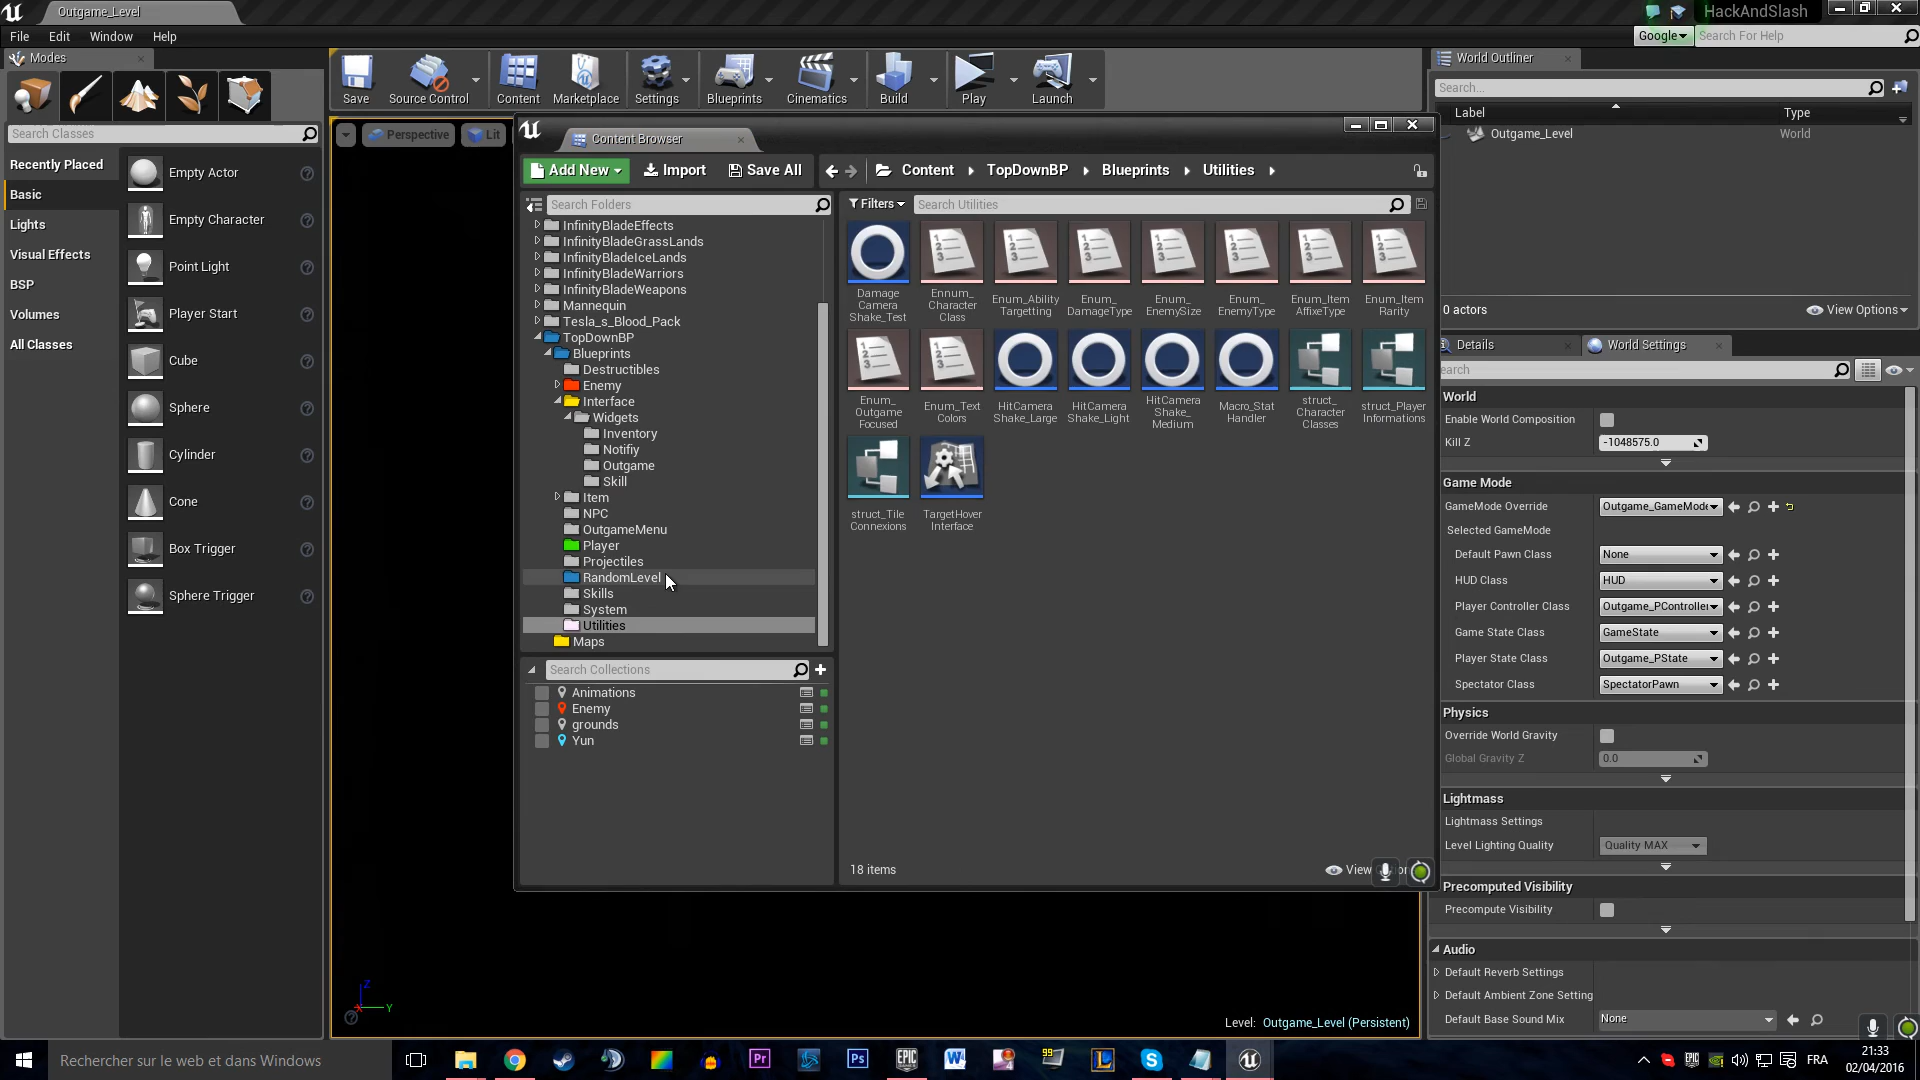 Outgame_Level
HackAndSlash
File Edit Window Help
Google
Search For Help
Modes
Search Classes
Recently Placed
Basic
Lights
Visual Effects
BSP
Volumes
All Classes
Empty Actor
Empty Character
Point Light
Player Start
Cube
Sphere
Cylinder
Cone
Box Trigger
Sphere Trigger
Save
Source Control
Content
Marketplace
Settings
Blueprints
Cinematics
Build
Play
Launch
Perspective
Lit
Content Browser
Add New
Import
Save All
Content
TopDownBP
Blueprints
Utilities
Search Folders
InfinityBladeEffects
InfinityBladeGrassLands
InfinityBladeIceLands
InfinityBladeWarriors
InfinityBladeWeapons
Mannequin
Tesla_s_Blood_Pack
TopDownBP
Blueprints
Destructibles
Enemy
Interface
Widgets
Inventory
Notifiy
Outgame
Skill
Item
NPC
OutgameMenu
Player
Projectiles
RandomLevel
Skills
System
Utilities
Maps
Search Collections
Animations
Enemy
grounds
Yun
Filters
Search Utilities
Damage
Camera
Shake_Test
Ennum_
Character
Class
Enum_Ability
Targetting
Enum_
DamageType
Enum_
EnemySize
Enum_
EnemyType
Enum_Item
AffixeType
Enum_Item
Rarity
Enum_
Outgame
Focused
Enum_Text
Colors
HitCamera
Shake_Large
HitCamera
Shake_Light
HitCamera
Shake_
Medium
Macro_Stat
Handler
struct_
Character
Classes
struct_Player
Informations
struct_Tile
Connexions
TargetHover
Interface
18 items
View
Level: Outgame_Level (Persistent)
Z
X
Y
World Outliner
Search...
Label
Type
Outgame_Level
World
0 actors
View Options
Details
World Settings
earch
World
Enable World Composition
Kill Z
-1048575.0
Game Mode
GameMode Override
Outgame_GameMode
Selected GameMode
Default Pawn Class
None
HUD Class
HUD
Player Controller Class
Outgame_PController
Game State Class
GameState
Player State Class
Outgame_PState
Spectator Class
SpectatorPawn
Physics
Override World Gravity
Global Gravity Z
0.0
Lightmass
Lightmass Settings
Level Lighting Quality
Quality MAX
Precomputed Visibility
Precompute Visibility
Audio
Default Reverb Settings
Default Ambient Zone Setting
Default Base Sound Mix
None
Rechercher sur le web et dans Windows
FRA
21:33
02/04/2016